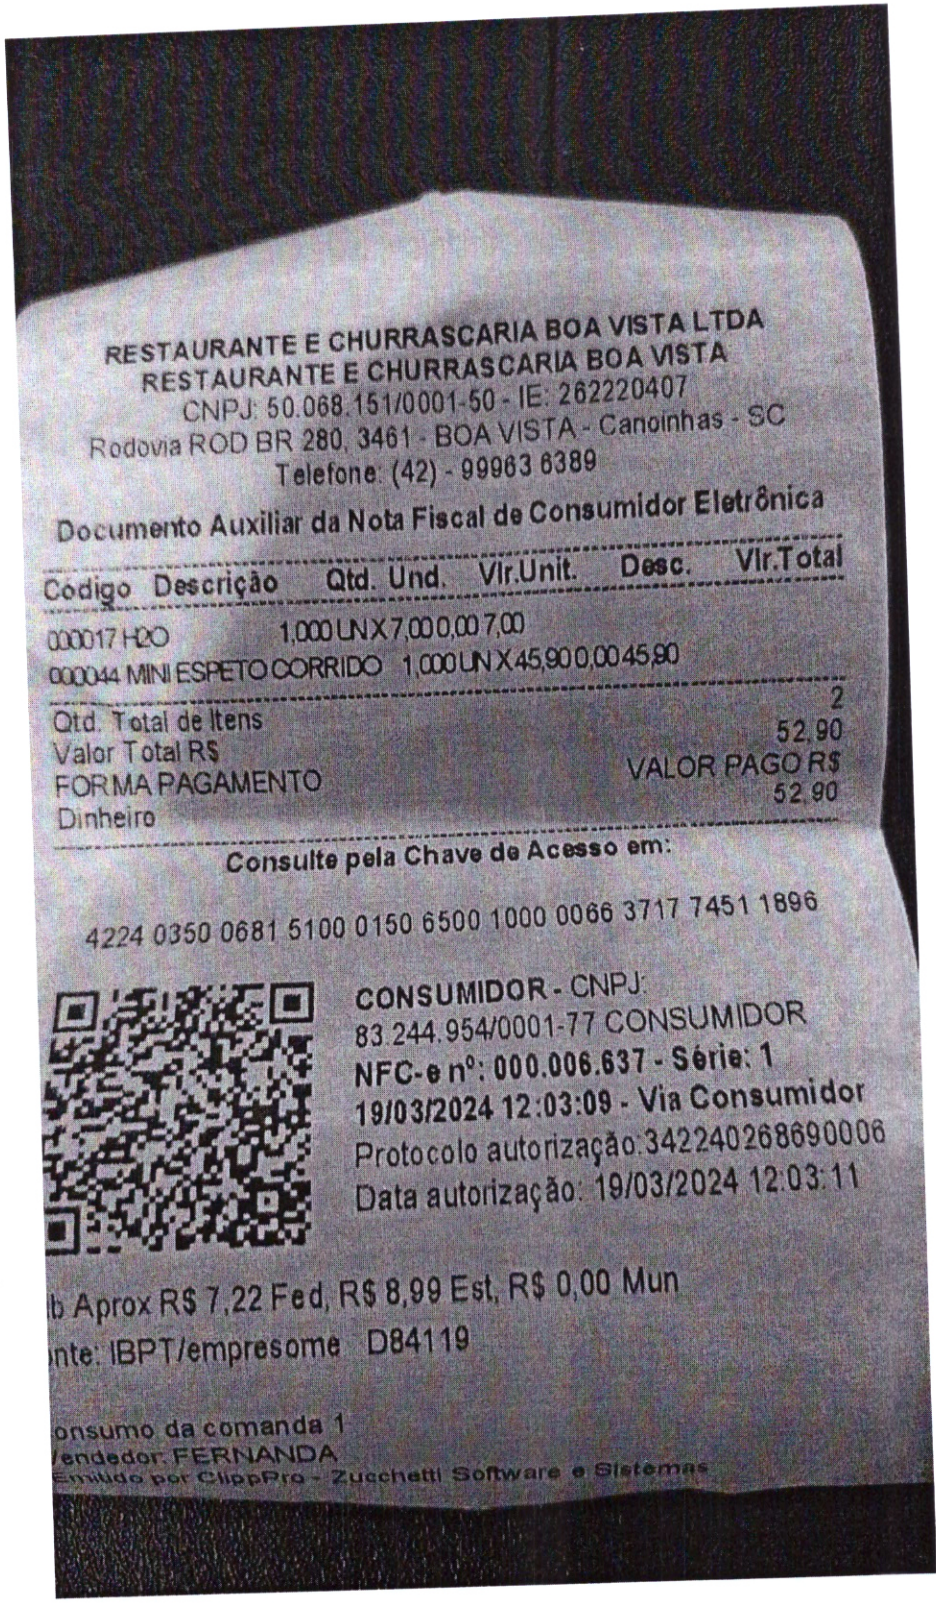 RESTAURANTE E CHURRASCARIA BOA VISTA LTDA
RESTAURANTE E CHURRASCARIA BOA VISTA
CNPJ: 50.068.151/0001-50 - IE: 262220407
Rodovia ROD BR 280, 3461 - BOA VISTA - Canoinhas - SC
Telefone: (42) - 99963 6389
Documento Auxiliar da Nota Fiscal de Consumidor Eletrônica
Código Descrição Qtd. Und. Vlr.Unit. Desc. Vlr.Total
000017 H2O 1,000 UN X 7,00 0,00 7,00
000044 MINI ESPETO CORRIDO 1,000 UN X 45,90 0,00 45,90
Qtd. Total de Itens 2
Valor Total R$ 52,90
FORMA PAGAMENTO VALOR PAGO R$
Dinheiro 52,90
Consulte pela Chave de Acesso em:
4224 0350 0681 5100 0150 6500 1000 0066 3717 7451 1896
CONSUMIDOR - CNPJ:
83.244.954/0001-77 CONSUMIDOR
NFC-e nº: 000.006.637 - Série: 1
19/03/2024 12:03:09 - Via Consumidor
Protocolo autorização:342240268690006
Data autorização: 19/03/2024 12:03:11
b Aprox R$ 7,22 Fed, R$ 8,99 Est, R$ 0,00 Mun
nte: IBPT/empresome D84119
onsumo da comanda 1
Vendedor: FERNANDA
Emitido por ClippPro - Zucchetti Software e Sistemas